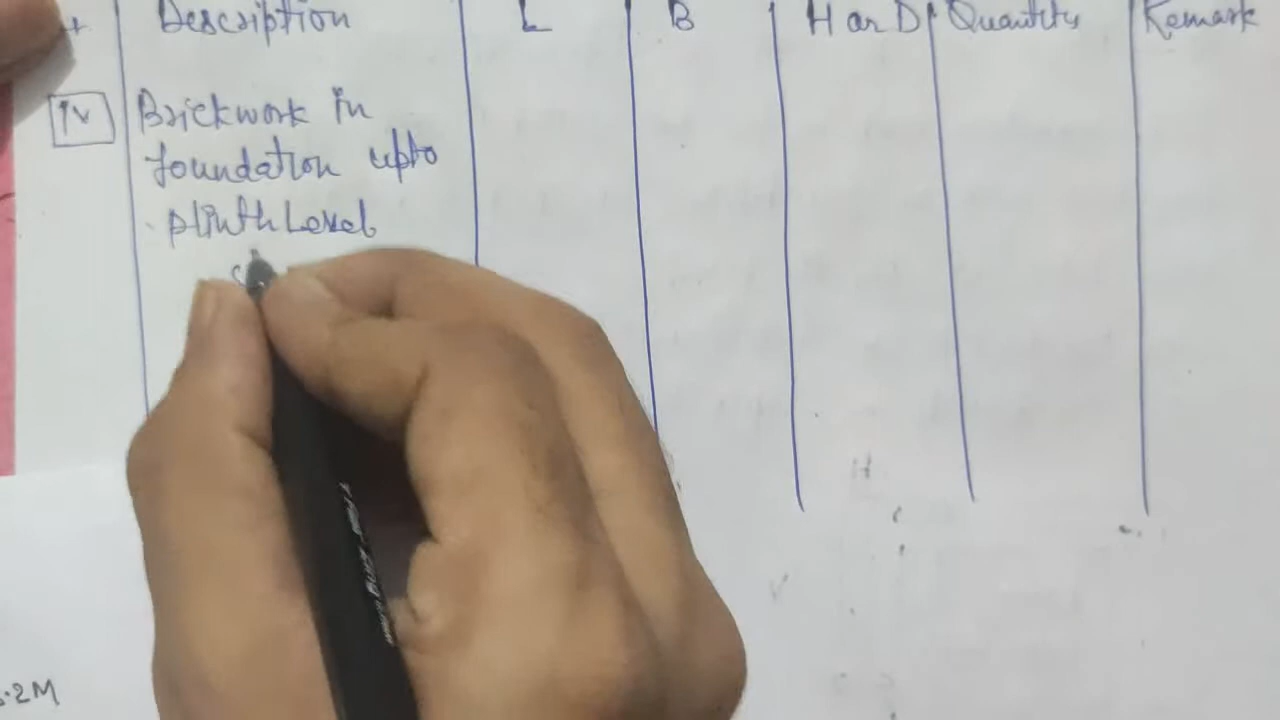 Description L B H or D Quantity Remark
iv Brickwork in
foundation upto
plinth Level
.2M